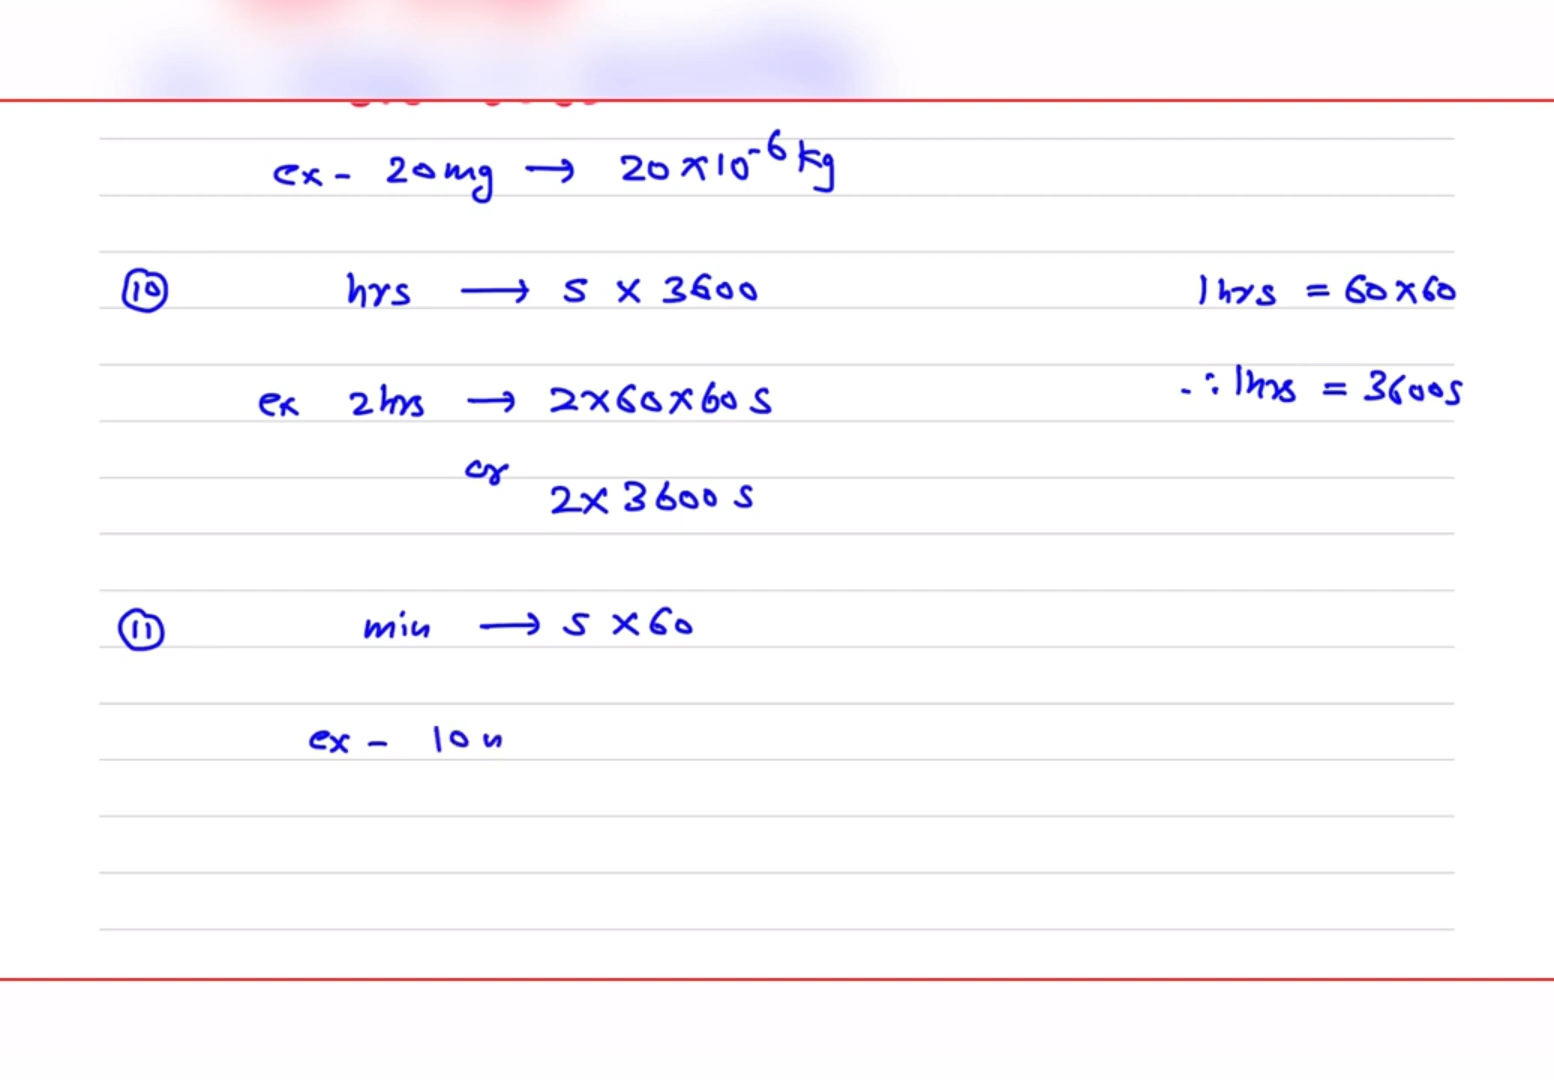 ex - 20mg → 20×10⁻⁶ kg
⑩ hrs → s × 3600 1hrs = 60×60
ex 2hrs → 2×60×60 s ∴ 1hrs = 3600s
or
2× 3600 s
⑪ min → s ×60
ex - 10